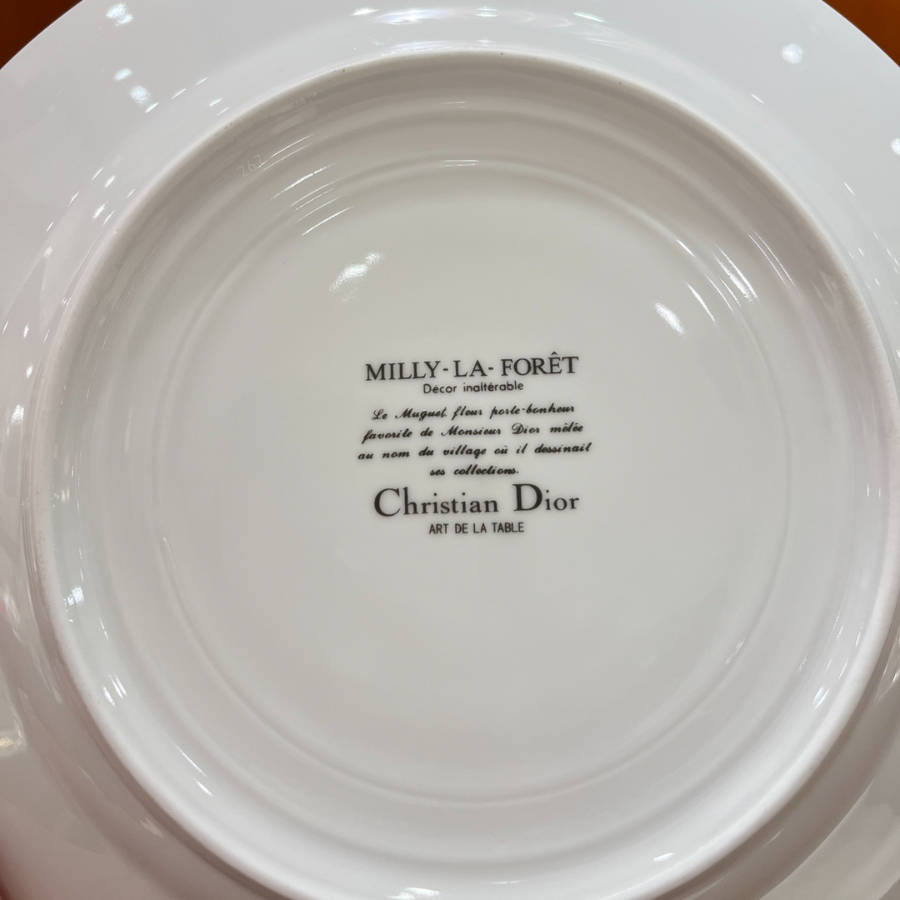 267
MILLY-LA-FORÊT
Décor inaltérable
Le Muguet, fleur porte-bonheur
favorite de Monsieur Dior mêlée
au nom du village où il dessinait
ses collections.
Christian Dior
ART DE LA TABLE